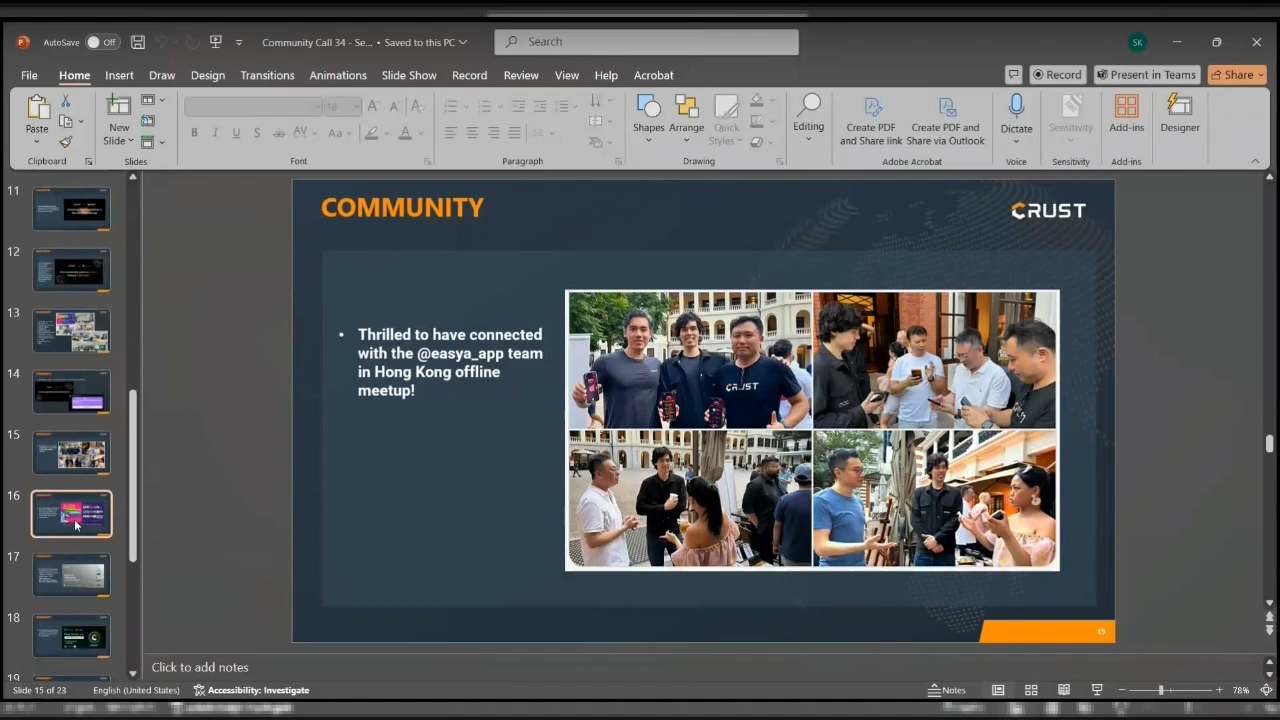 AutoSave
Off
Community Call 34 - Se... • Saved to this PC
Search
SK
File
Home
Insert
Draw
Design
Transitions
Animations
Slide Show
Record
Review
View
Help
Acrobat
Record
Present in Teams
Share
Paste
New
Slide
18
Shapes
Arrange
Quick
Styles
Editing
Create PDF
and Share link
Create PDF and
Share via Outlook
Dictate
Sensitivity
Add-ins
Designer
Clipboard
Slides
Font
Paragraph
Drawing
Adobe Acrobat
Voice
Sensitivity
Add-ins
11
12
13
14
15
16
17
18
19
COMMUNITY
CRUST
• Thrilled to have connected
with the @easya_app team
in Hong Kong offline
meetup!
CRUST
15
Click to add notes
Slide 15 of 23
English (United States)
Accessibility: Investigate
Notes
78%